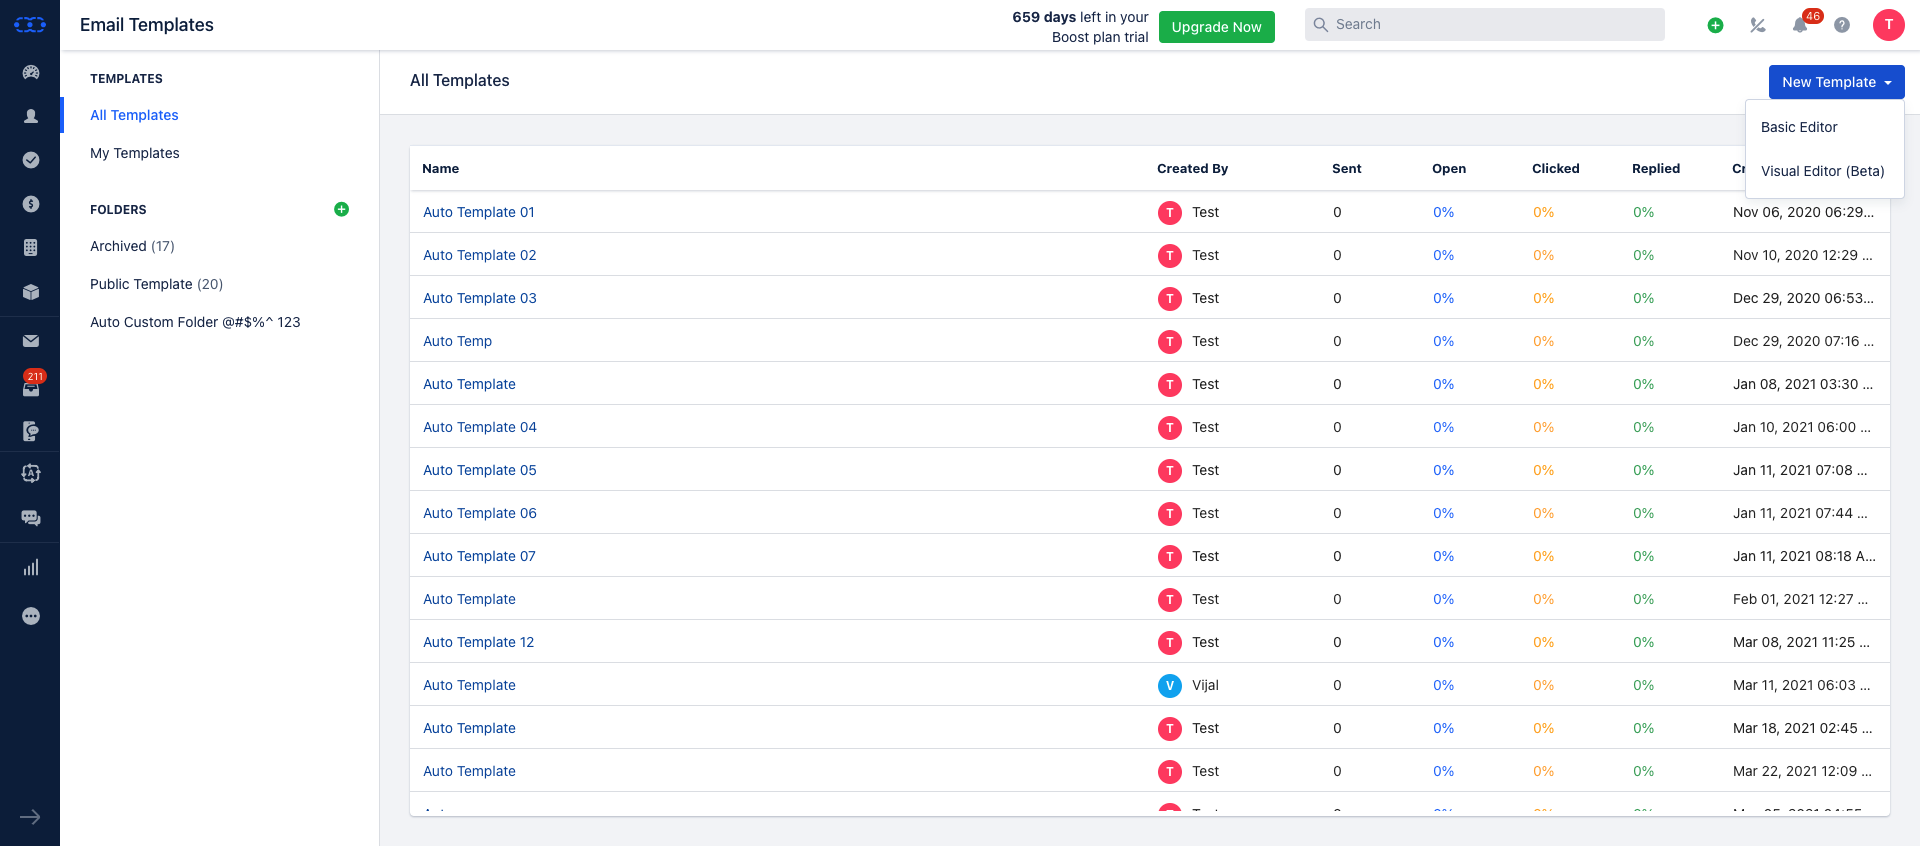 Email Templates
659 days left in your
Boost plan trial
Upgrade Now
Search
46
?
T
TEMPLATES
All Templates
My Templates
FOLDERS
Archived (17)
Public Template (20)
Auto Custom Folder @#$%^ 123
211
All Templates
New Template
Basic Editor
Visual Editor (Beta)
Name Created By Sent Open Clicked Replied
Auto Template 01 T Test 0 0% 0% 0% Nov 06, 2020 06:29...
Auto Template 02 T Test 0 0% 0% 0% Nov 10, 2020 12:29 ...
Auto Template 03 T Test 0 0% 0% 0% Dec 29, 2020 06:53...
Auto Temp T Test 0 0% 0% 0% Dec 29, 2020 07:16 ...
Auto Template T Test 0 0% 0% 0% Jan 08, 2021 03:30 ...
Auto Template 04 T Test 0 0% 0% 0% Jan 10, 2021 06:00 ...
Auto Template 05 T Test 0 0% 0% 0% Jan 11, 2021 07:08 ...
Auto Template 06 T Test 0 0% 0% 0% Jan 11, 2021 07:44 ...
Auto Template 07 T Test 0 0% 0% 0% Jan 11, 2021 08:18 A...
Auto Template T Test 0 0% 0% 0% Feb 01, 2021 12:27 ...
Auto Template 12 T Test 0 0% 0% 0% Mar 08, 2021 11:25 ...
Auto Template V Vijal 0 0% 0% 0% Mar 11, 2021 06:03 ...
Auto Template T Test 0 0% 0% 0% Mar 18, 2021 02:45 ...
Auto Template T Test 0 0% 0% 0% Mar 22, 2021 12:09 ...